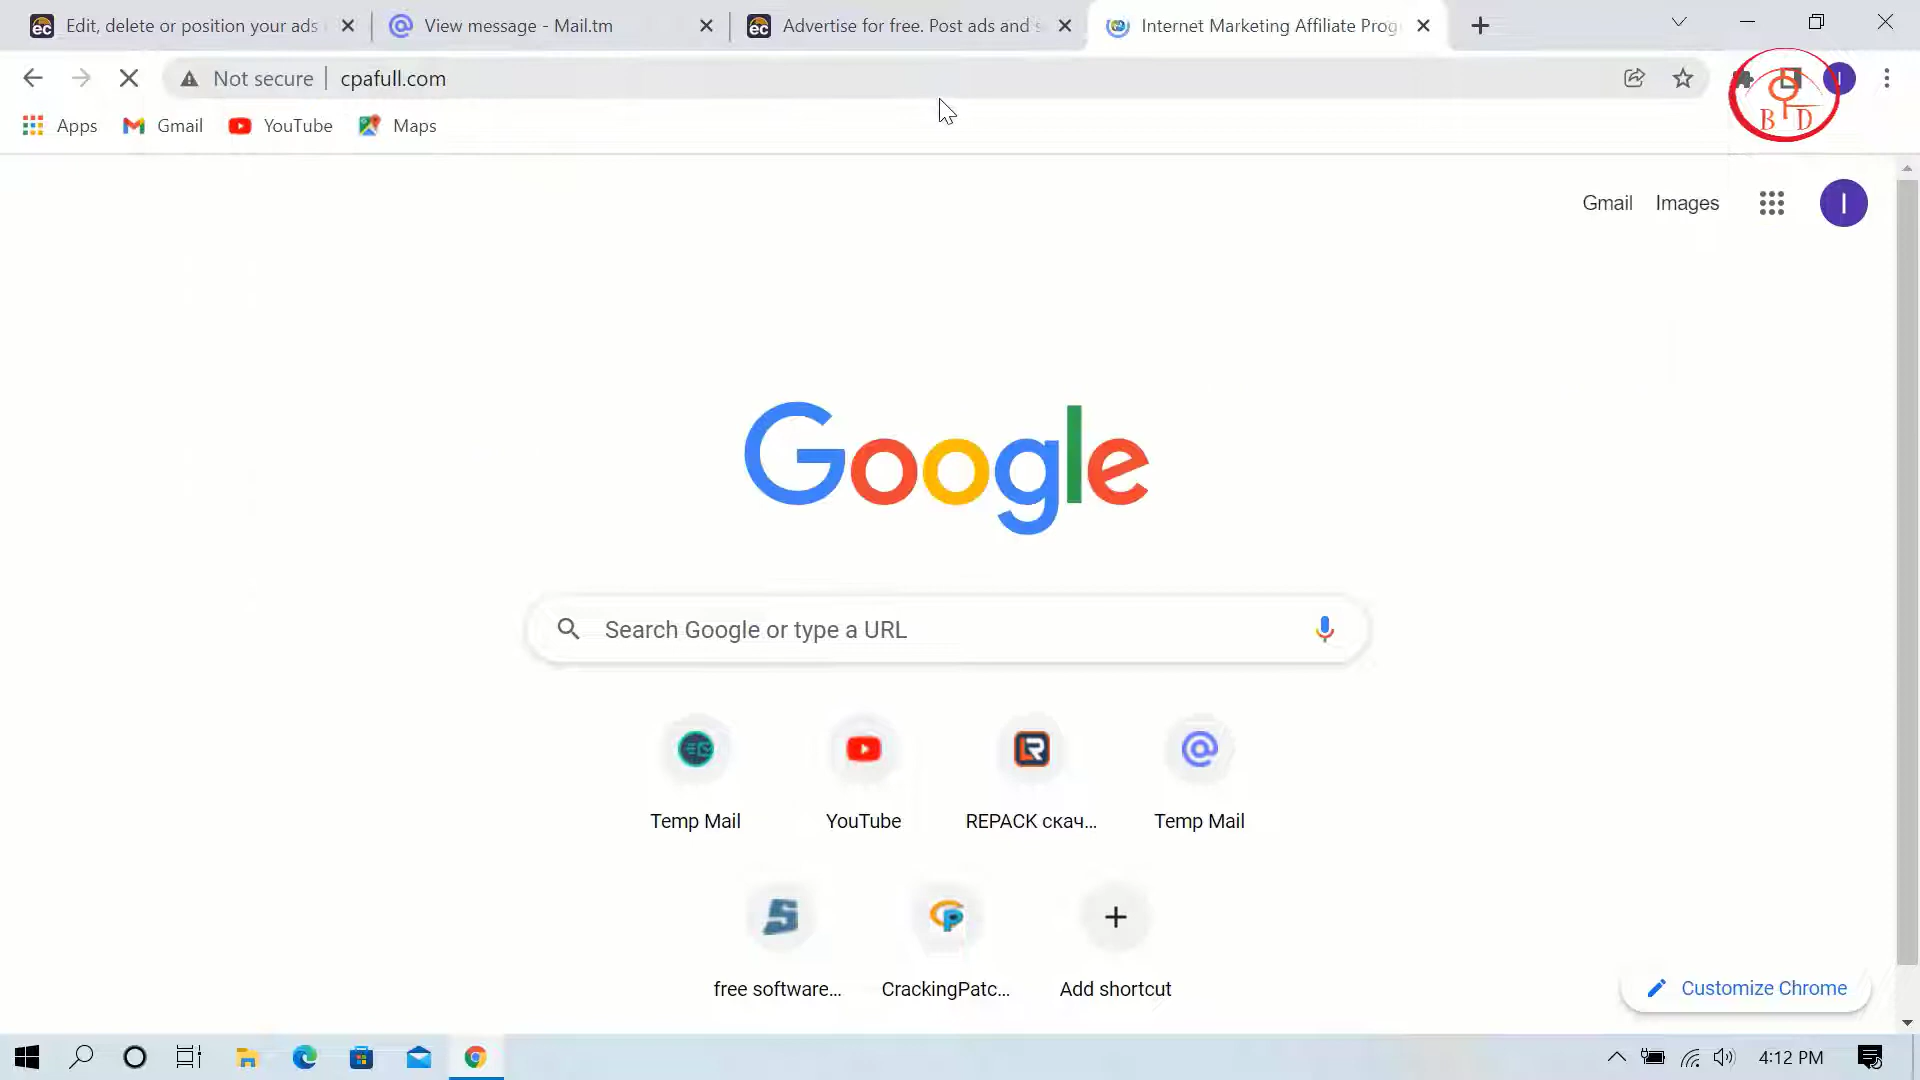 Edit, delete or position your ads
View message - Mail.tm
Advertise for free. Post ads and s
Internet Marketing Affiliate Prog
Not secure
cpafull.com
I
B D
Apps
Gmail
YouTube
Maps
Gmail
Images
I
Google
Search Google or type a URL
Temp Mail
YouTube
REPACK скач...
Temp Mail
free software...
CrackingPatc...
Add shortcut
Customize Chrome
4:12 PM